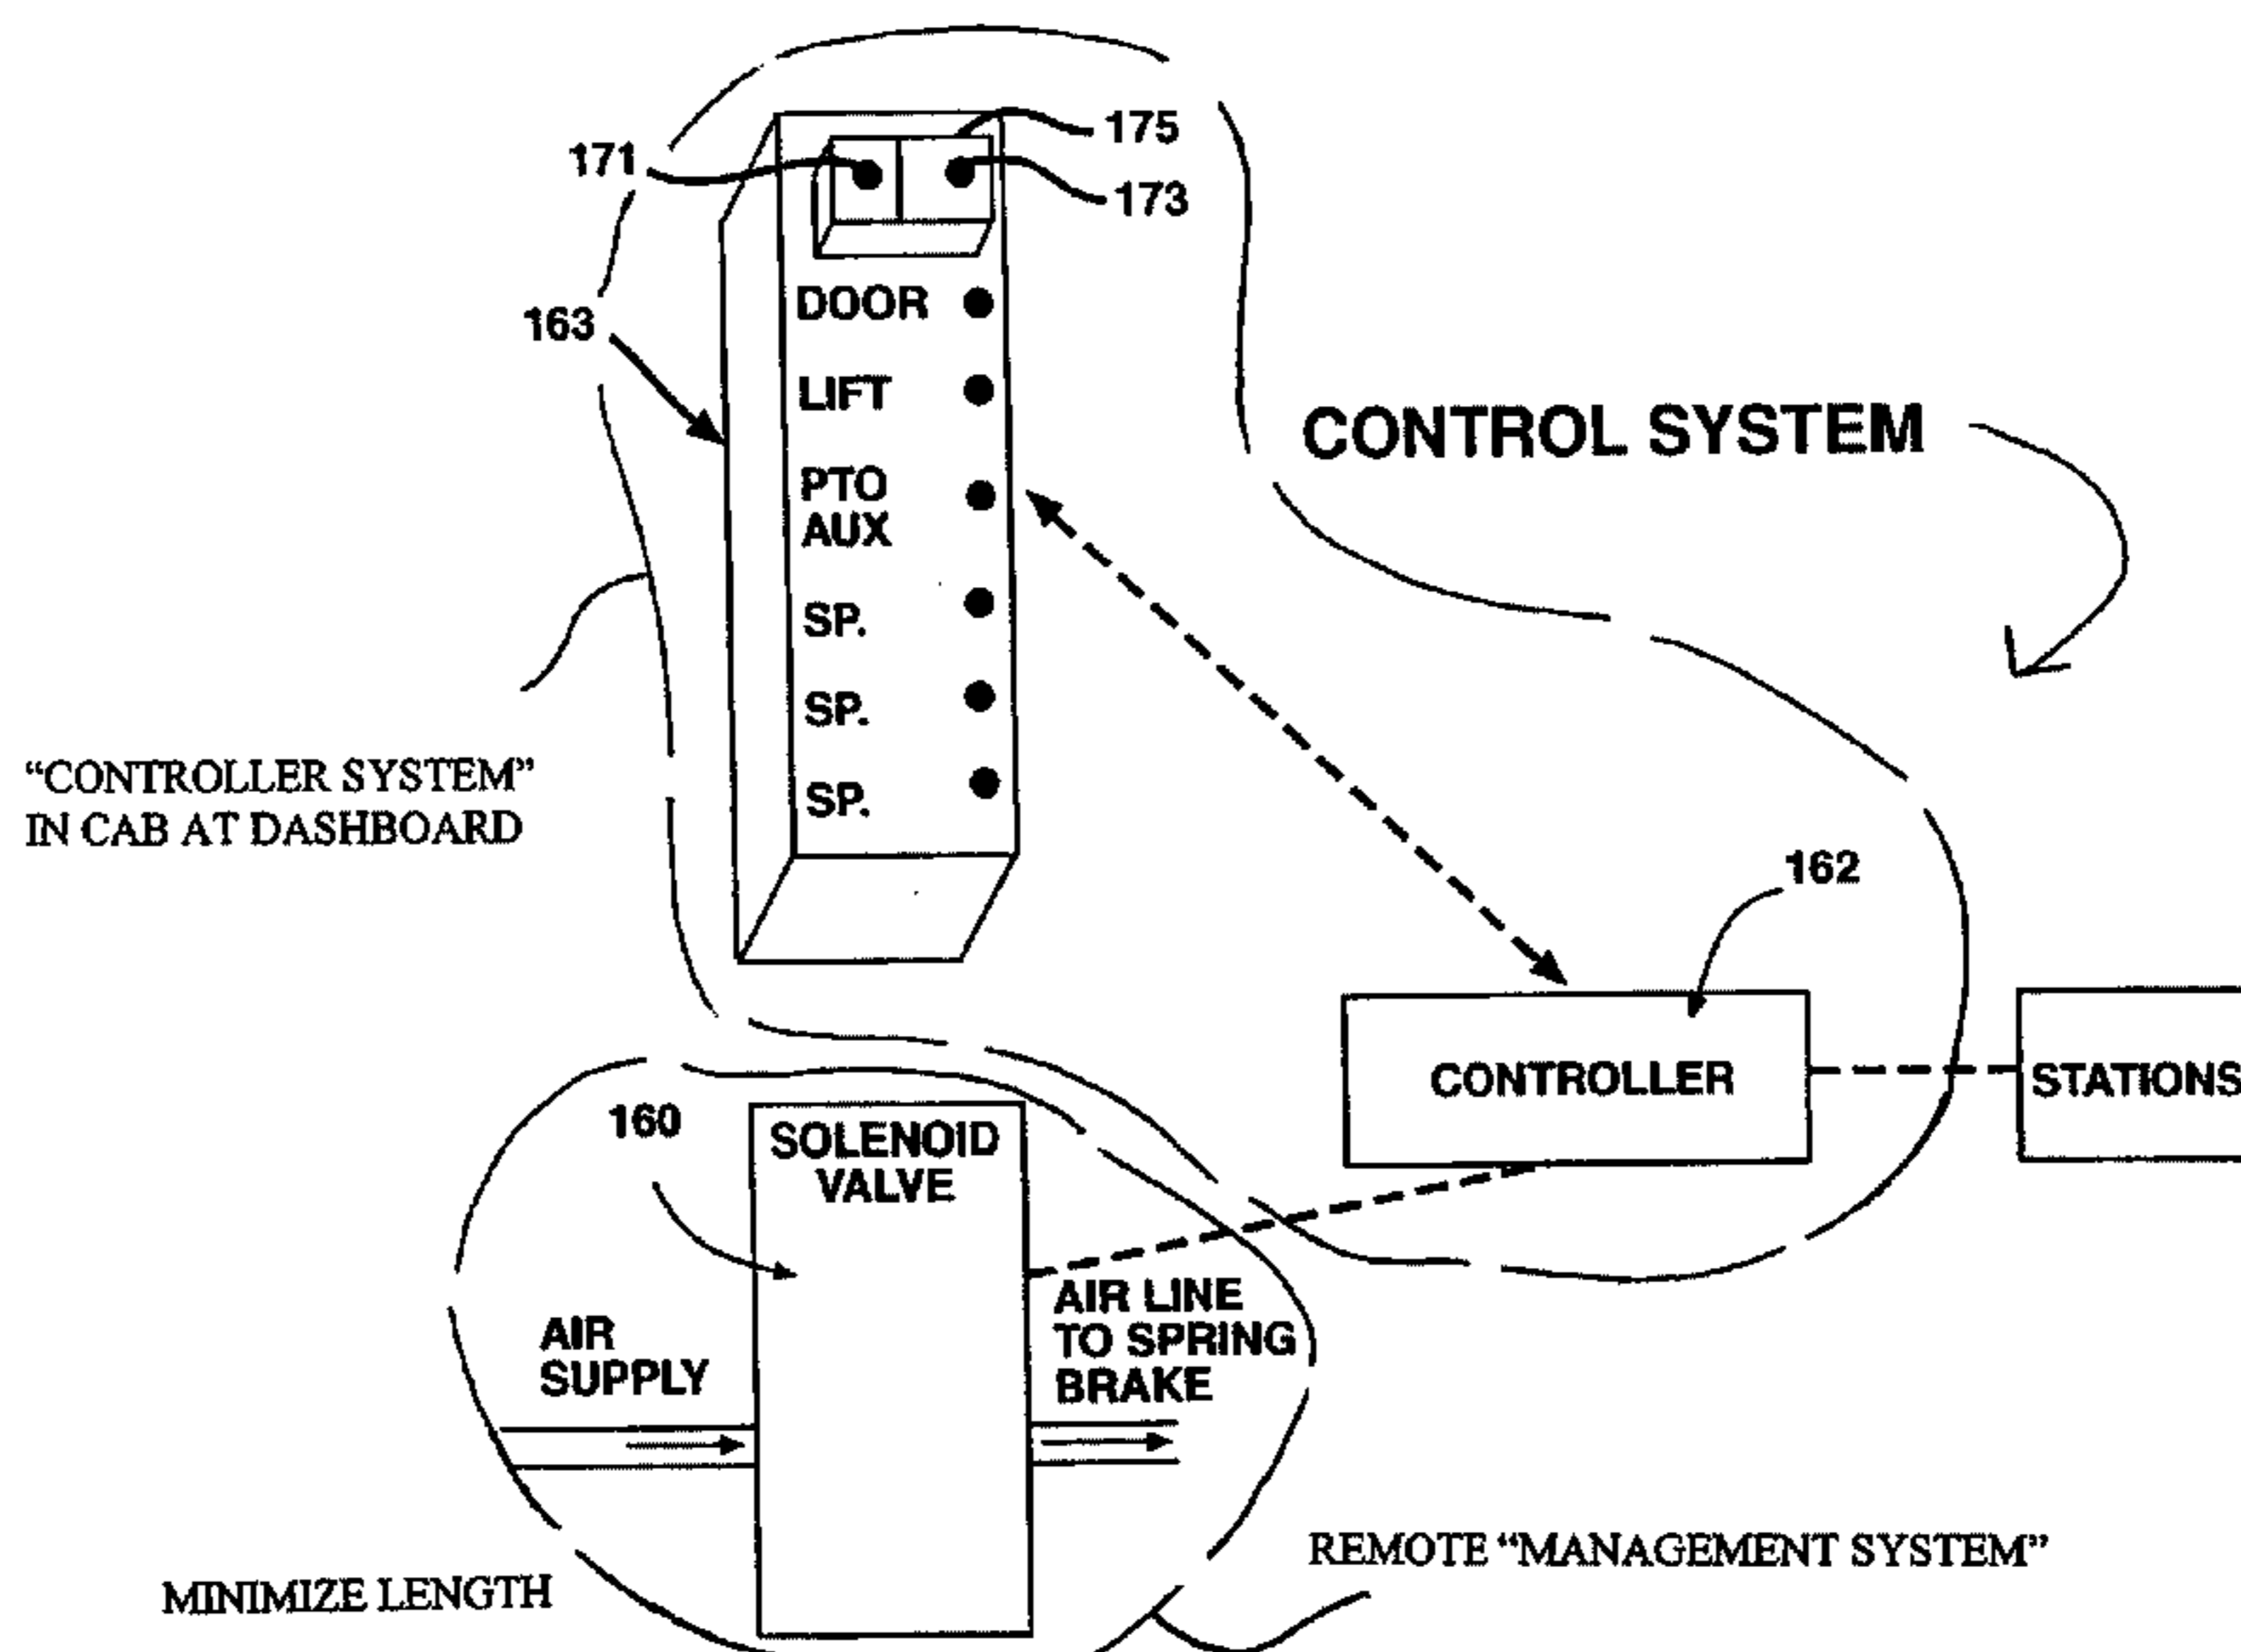 175
171
173
DOOR
163
LIFT
CONTROL SYSTEM
PTO
AUX
SP.
SP.
"CONTROLLER SYSTEM"
IN CAB AT DASHBOARD
SP.
162
CONTROLLER
STATIONS
160
SOLENOID
VALVE
AIR LINE
TO SPRING
BRAKE
AIR
SUPPLY
REMOTE "MANAGEMENT SYSTEM"
MINIMIZE LENGTH